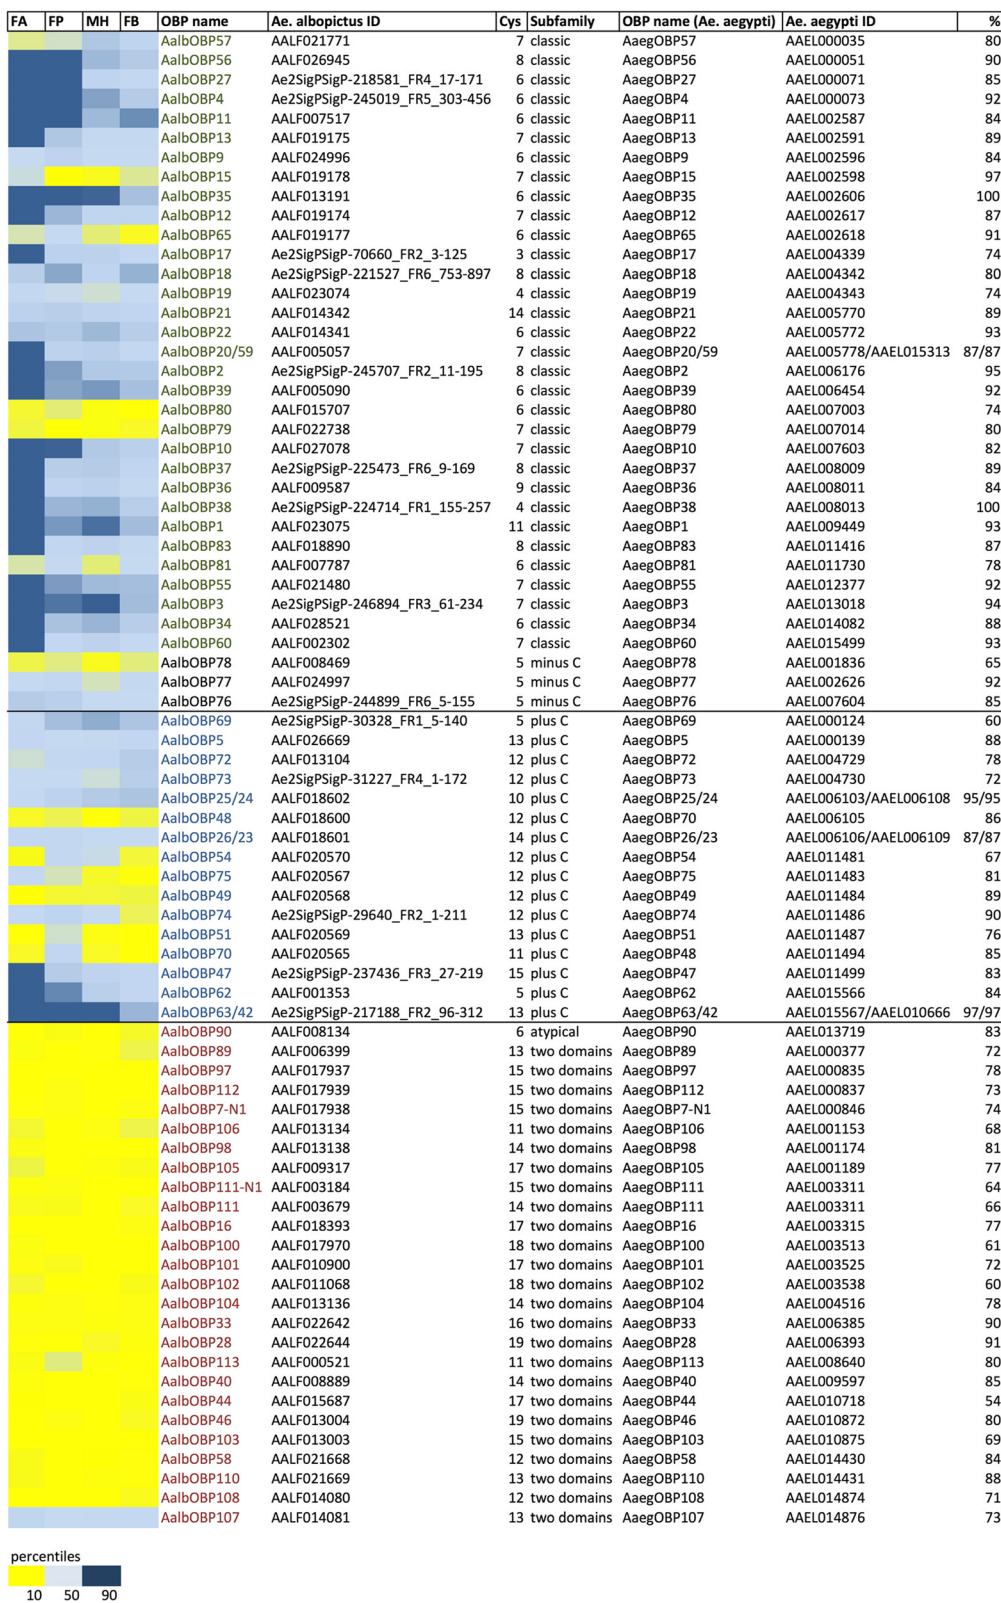 FA FP MH FB OBP name Ae. albopictus ID Cys Subfamily OBP name (Ae. aegypti) Ae. aegypti ID %
AalbOBP57 AALF021771 7 classic AaegOBP57 AAEL000035 80
AalbOBP56 AALF026945 8 classic AaegOBP56 AAEL000051 90
AalbOBP27 Ae2SigPSigP-218581_FR4_17-171 6 classic AaegOBP27 AAEL000071 85
AalbOBP4 Ae2SigPSigP-245019_FR5_303-456 6 classic AaegOBP4 AAEL000073 92
AalbOBP11 AALF007517 6 classic AaegOBP11 AAEL002587 84
AalbOBP13 AALF019175 7 classic AaegOBP13 AAEL002591 89
AalbOBP9 AALF024996 6 classic AaegOBP9 AAEL002596 84
AalbOBP15 AALF019178 7 classic AaegOBP15 AAEL002598 97
AalbOBP35 AALF013191 6 classic AaegOBP35 AAEL002606 100
AalbOBP12 AALF019174 7 classic AaegOBP12 AAEL002617 87
AalbOBP65 AALF019177 6 classic AaegOBP65 AAEL002618 91
AalbOBP17 Ae2SigPSigP-70660_FR2_3-125 3 classic AaegOBP17 AAEL004339 74
AalbOBP18 Ae2SigPSigP-221527_FR6_753-897 8 classic AaegOBP18 AAEL004342 80
AalbOBP19 AALF023074 4 classic AaegOBP19 AAEL004343 74
AalbOBP21 AALF014342 14 classic AaegOBP21 AAEL005770 89
AalbOBP22 AALF014341 6 classic AaegOBP22 AAEL005772 93
AalbOBP20/59 AALF005057 7 classic AaegOBP20/59 AAEL005778/AAEL015313 87/87
AalbOBP2 Ae2SigPSigP-245707_FR2_11-195 8 classic AaegOBP2 AAEL006176 95
AalbOBP39 AALF005090 6 classic AaegOBP39 AAEL006454 92
AalbOBP80 AALF015707 6 classic AaegOBP80 AAEL007003 74
AalbOBP79 AALF022738 7 classic AaegOBP79 AAEL007014 80
AalbOBP10 AALF027078 7 classic AaegOBP10 AAEL007603 82
AalbOBP37 Ae2SigPSigP-225473_FR6_9-169 8 classic AaegOBP37 AAEL008009 89
AalbOBP36 AALF009587 9 classic AaegOBP36 AAEL008011 84
AalbOBP38 Ae2SigPSigP-224714_FR1_155-257 4 classic AaegOBP38 AAEL008013 100
AalbOBP1 AALF023075 11 classic AaegOBP1 AAEL009449 93
AalbOBP83 AALF018890 8 classic AaegOBP83 AAEL011416 87
AalbOBP81 AALF007787 6 classic AaegOBP81 AAEL011730 78
AalbOBP55 AALF021480 7 classic AaegOBP55 AAEL012377 92
AalbOBP3 Ae2SigPSigP-246894_FR3_61-234 7 classic AaegOBP3 AAEL013018 94
AalbOBP34 AALF028521 6 classic AaegOBP34 AAEL014082 88
AalbOBP60 AALF002302 7 classic AaegOBP60 AAEL015499 93
AalbOBP78 AALF008469 5 minus C AaegOBP78 AAEL001836 65
AalbOBP77 AALF024997 5 minus C AaegOBP77 AAEL002626 92
AalbOBP76 Ae2SigPSigP-244899_FR6_5-155 5 minus C AaegOBP76 AAEL007604 85
AalbOBP69 Ae2SigPSigP-30328_FR1_5-140 5 plus C AaegOBP69 AAEL000124 60
AalbOBP5 AALF026669 13 plus C AaegOBP5 AAEL000139 88
AalbOBP72 AALF013104 12 plus C AaegOBP72 AAEL004729 78
AalbOBP73 Ae2SigPSigP-31227_FR4_1-172 12 plus C AaegOBP73 AAEL004730 72
AalbOBP25/24 AALF018602 10 plus C AaegOBP25/24 AAEL006103/AAEL006108 95/95
AalbOBP48 AALF018600 12 plus C AaegOBP70 AAEL006105 86
AalbOBP26/23 AALF018601 14 plus C AaegOBP26/23 AAEL006106/AAEL006109 87/87
AalbOBP54 AALF020570 12 plus C AaegOBP54 AAEL011481 67
AalbOBP75 AALF020567 12 plus C AaegOBP75 AAEL011483 81
AalbOBP49 AALF020568 12 plus C AaegOBP49 AAEL011484 89
AalbOBP74 Ae2SigPSigP-29640_FR2_1-211 12 plus C AaegOBP74 AAEL011486 90
AalbOBP51 AALF020569 13 plus C AaegOBP51 AAEL011487 76
AalbOBP70 AALF020565 11 plus C AaegOBP48 AAEL011494 85
AalbOBP47 Ae2SigPSigP-237436_FR3_27-219 15 plus C AaegOBP47 AAEL011499 83
AalbOBP62 AALF001353 5 plus C AaegOBP62 AAEL015566 84
AalbOBP63/42 Ae2SigPSigP-217188_FR2_96-312 13 plus C AaegOBP63/42 AAEL015567/AAEL010666 97/97
AalbOBP90 AALF008134 6 atypical AaegOBP90 AAEL013719 83
AalbOBP89 AALF006399 13 two domains AaegOBP89 AAEL000377 72
AalbOBP97 AALF017937 15 two domains AaegOBP97 AAEL000835 78
AalbOBP112 AALF017939 15 two domains AaegOBP112 AAEL000837 73
AalbOBP7-N1 AALF017938 15 two domains AaegOBP7-N1 AAEL000846 74
AalbOBP106 AALF013134 11 two domains AaegOBP106 AAEL001153 68
AalbOBP98 AALF013138 14 two domains AaegOBP98 AAEL001174 81
AalbOBP105 AALF009317 17 two domains AaegOBP105 AAEL001189 77
AalbOBP111-N1 AALF003184 15 two domains AaegOBP111 AAEL003311 64
AalbOBP111 AALF003679 14 two domains AaegOBP111 AAEL003311 66
AalbOBP16 AALF018393 17 two domains AaegOBP16 AAEL003315 77
AalbOBP100 AALF017970 18 two domains AaegOBP100 AAEL003513 61
AalbOBP101 AALF010900 17 two domains AaegOBP101 AAEL003525 72
AalbOBP102 AALF011068 18 two domains AaegOBP102 AAEL003538 60
AalbOBP104 AALF013136 14 two domains AaegOBP104 AAEL004516 78
AalbOBP33 AALF022642 16 two domains AaegOBP33 AAEL006385 90
AalbOBP28 AALF022644 19 two domains AaegOBP28 AAEL006393 91
AalbOBP113 AALF000521 11 two domains AaegOBP113 AAEL008640 80
AalbOBP40 AALF008889 14 two domains AaegOBP40 AAEL009597 85
AalbOBP44 AALF015687 17 two domains AaegOBP44 AAEL010718 54
AalbOBP46 AALF013004 19 two domains AaegOBP46 AAEL010872 80
AalbOBP103 AALF013003 15 two domains AaegOBP103 AAEL010875 69
AalbOBP58 AALF021668 12 two domains AaegOBP58 AAEL014430 84
AalbOBP110 AALF021669 13 two domains AaegOBP110 AAEL014431 88
AalbOBP108 AALF014080 12 two domains AaegOBP108 AAEL014874 71
AalbOBP107 AALF014081 13 two domains AaegOBP107 AAEL014876 73
percentiles
10 50 90